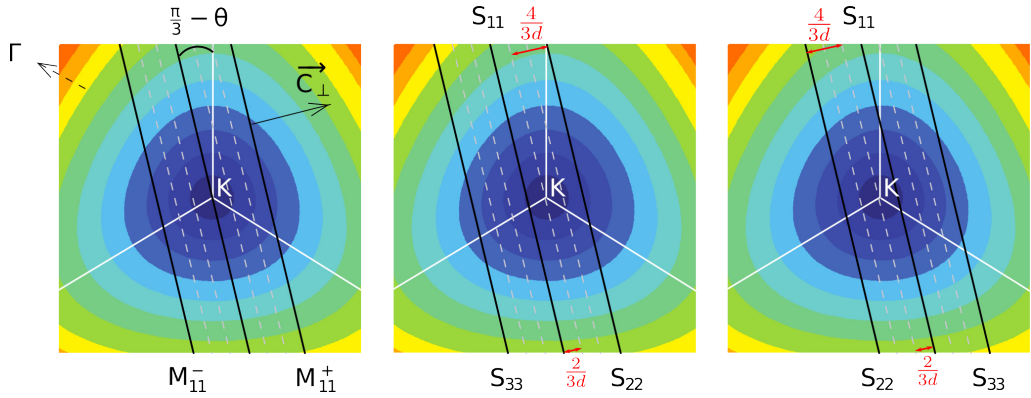 π/3 − θ
Γ
C⊥
K
M₁₁⁻
M₁₁⁺
S₁₁
4/3d
K
S₃₃
2/3d
S₂₂
4/3d
S₁₁
K
S₂₂
2/3d
S₃₃